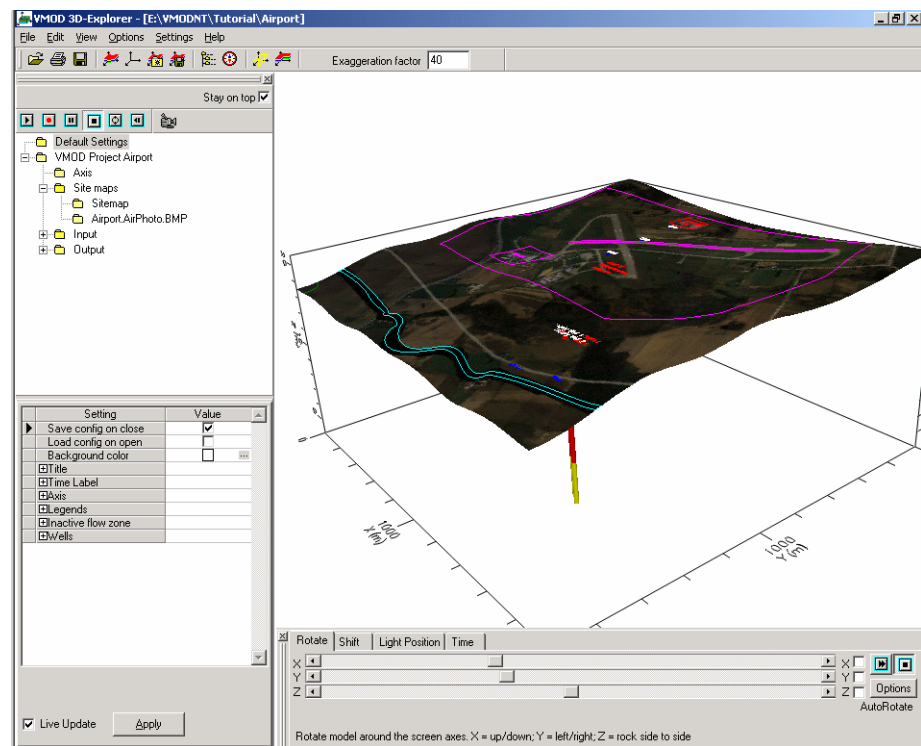 VMOD 3D-Explorer - [E:\VMODNT\Tutorial\Airport]
File Edit View Options Settings Help
Exaggeration factor 40
Stay on top
Default Settings
VMOD Project Airport
Axis
Site maps
Sitemap
Airport.AirPhoto.BMP
Input
Output
0
1000
X (m)
1000
Y (m)
Setting Value
Save config on close
Load config on open
Background color ...
Title
Time Label
Axis
Legends
Inactive flow zone
Wells
Live Update Apply
Rotate Shift Light Position Time
X X
Y Y
Z Z Options
AutoRotate
Rotate model around the screen axes. X = up/down; Y = left/right; Z = rock side to side